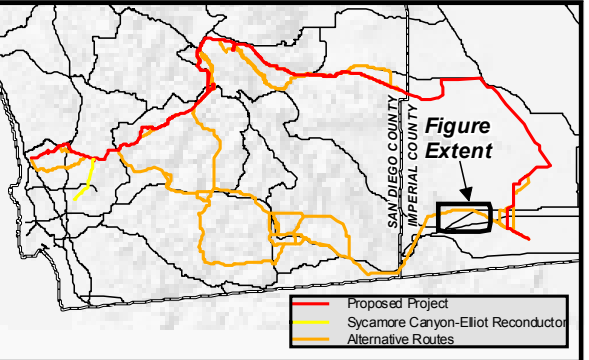 SAN DIEGO COUNTY
IMPERIAL COUNTY
Figure
Extent
Proposed Project
Sycamore Canyon-Elliot Reconductor
Alternative Routes